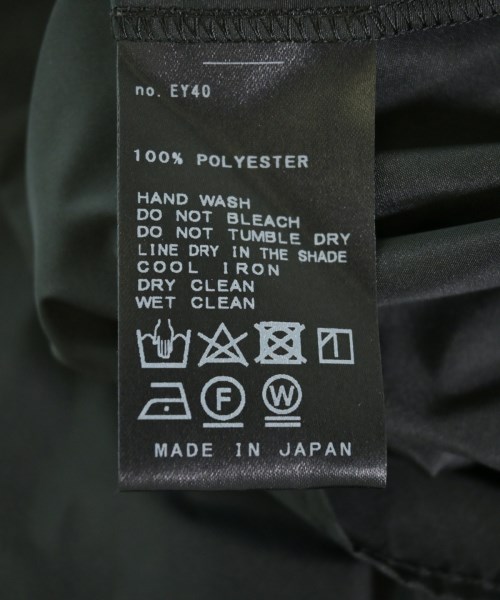 no. EY40
100% POLYESTER
HAND WASH
DO NOT BLEACH
DO NOT TUMBLE DRY
LINE DRY IN THE SHADE
COOL IRON
DRY CLEAN
WET CLEAN
F W
MADE IN JAPAN